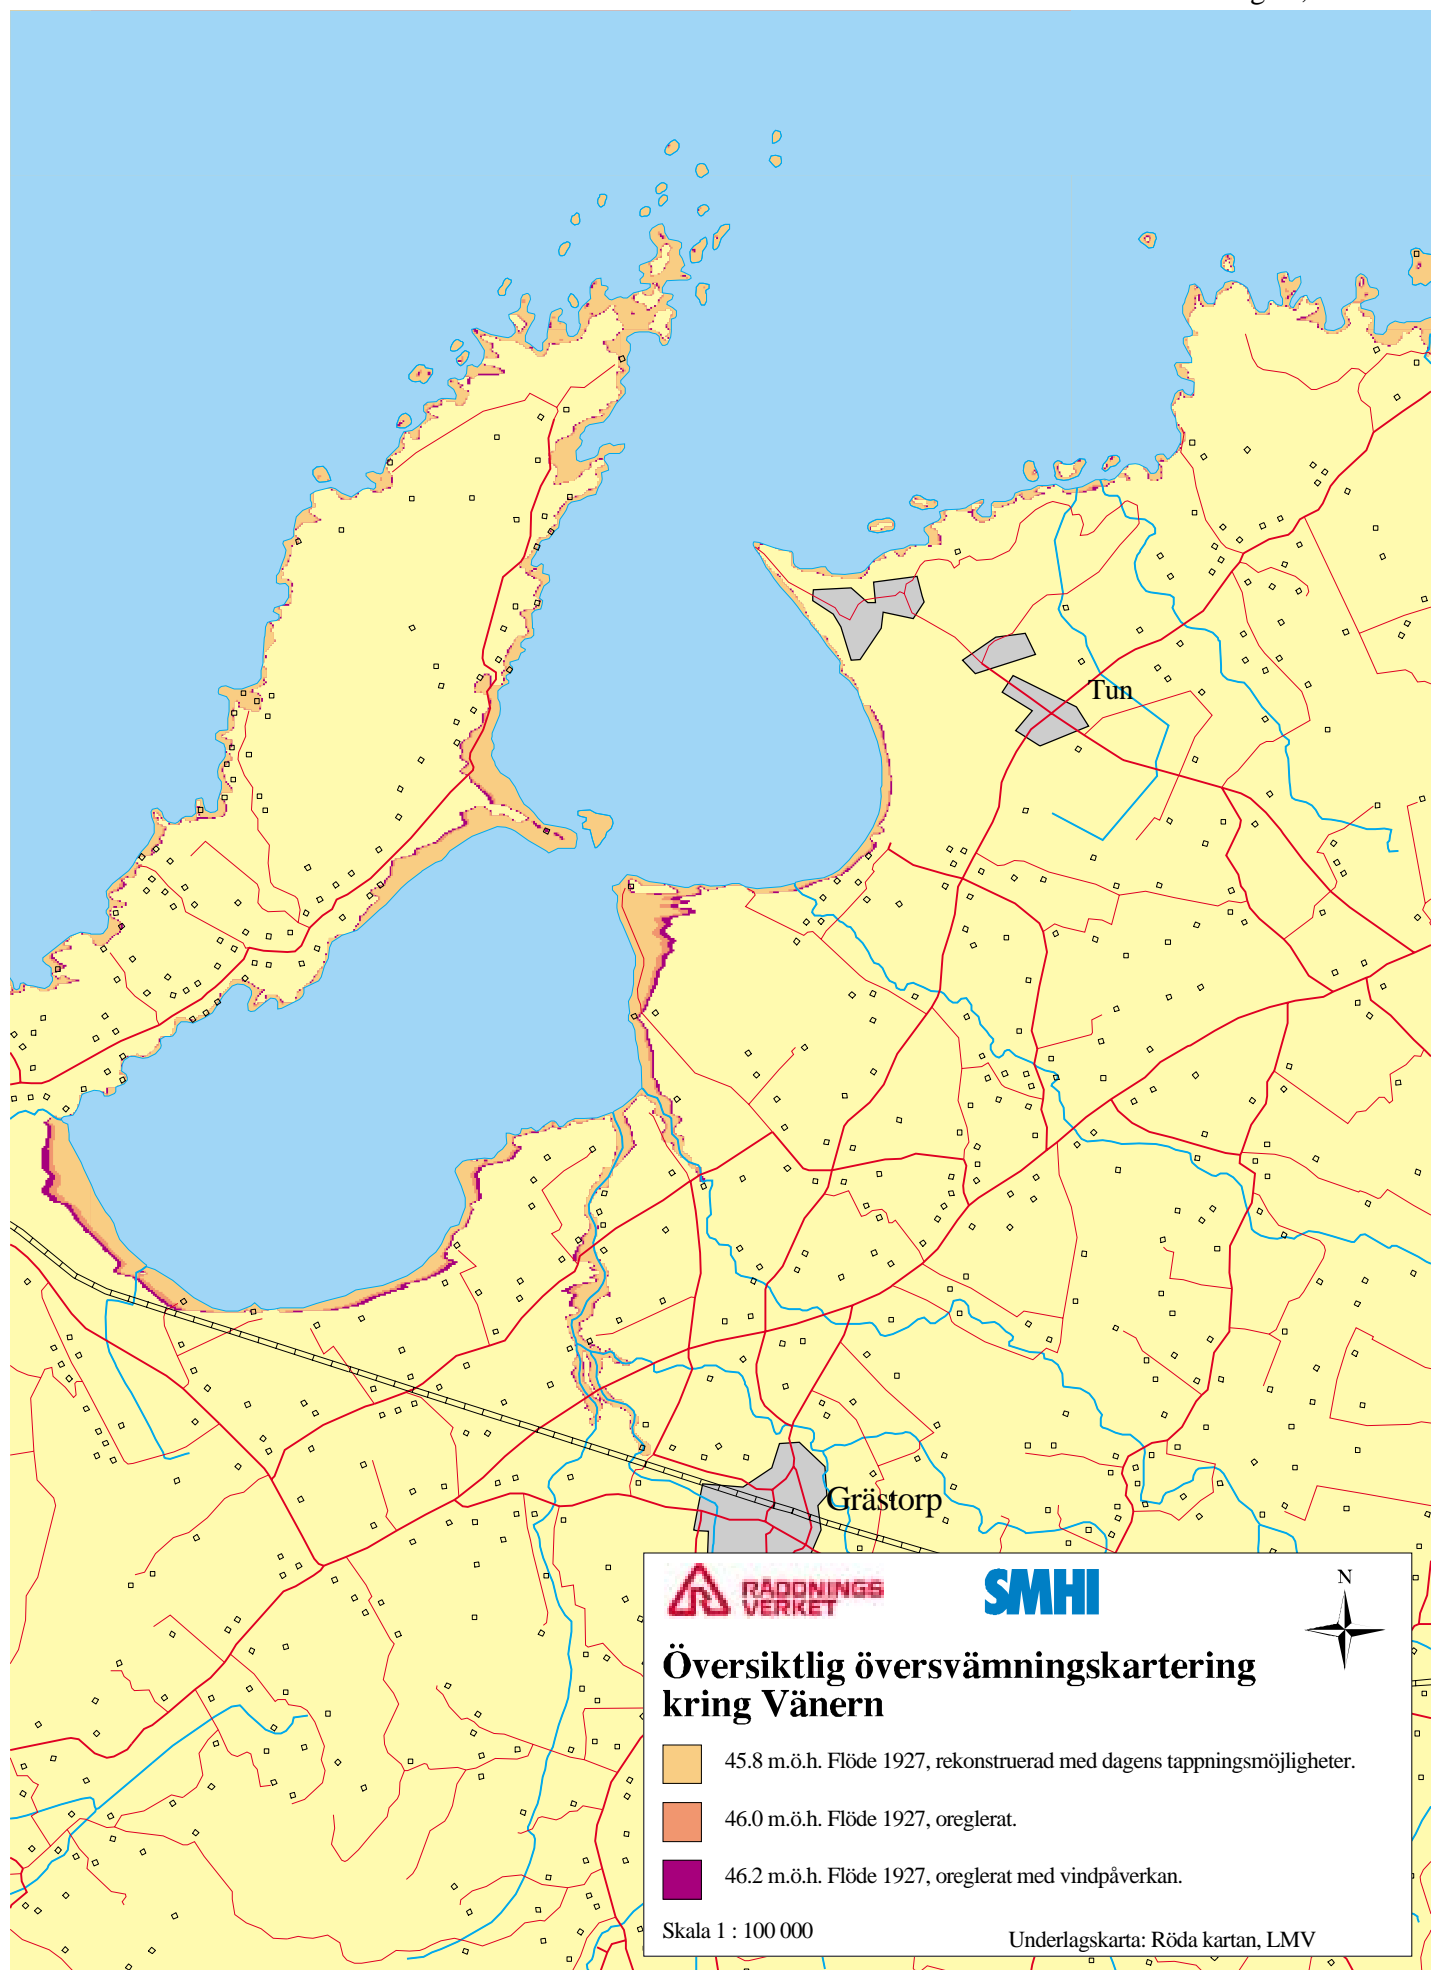 Tun
Grästorp
RÄDDNINGS
VERKET
SMHI
N
Översiktlig översvämningskartering
kring Vänern
45.8 m.ö.h. Flöde 1927, rekonstruerad med dagens tappningsmöjligheter.
46.0 m.ö.h. Flöde 1927, oreglerat.
46.2 m.ö.h. Flöde 1927, oreglerat med vindpåverkan.
Skala 1 : 100 000
Underlagskarta: Röda kartan, LMV